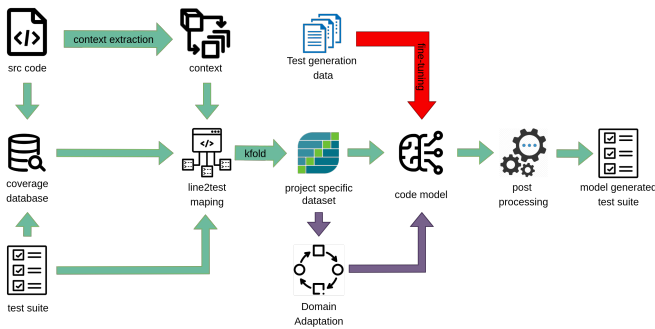 context extraction
src code
context
Test generation
data
fine-tuning
kfold
coverage
database
line2test
maping
project specific
dataset
code model
post
processing
model generated
test suite
test suite
Domain
Adaptation